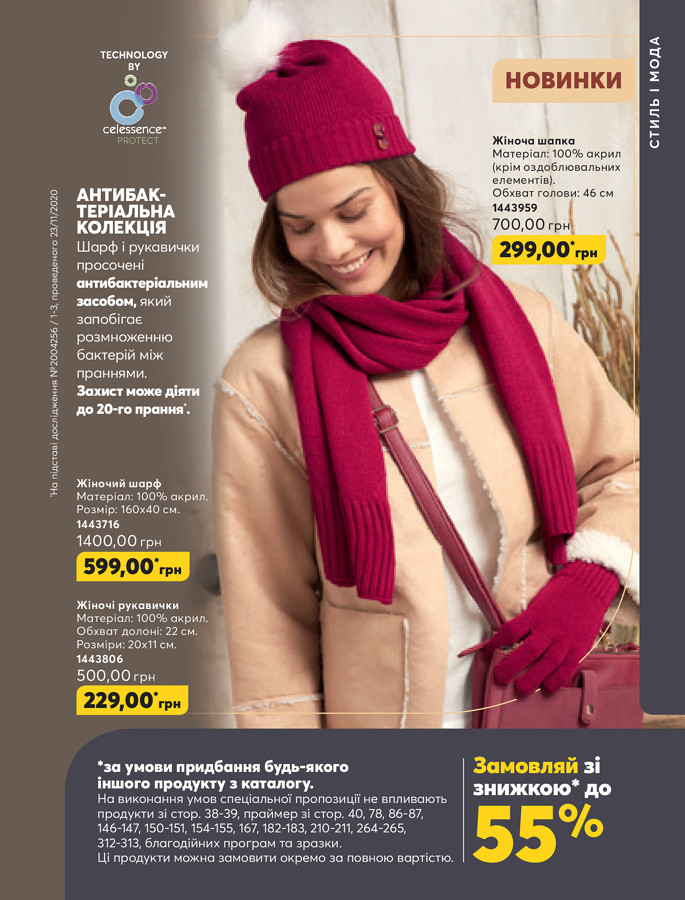 TECHNOLOGY
BY
celessence™
PROTECT
НОВИНКИ
СТИЛЬ І МОДА
Жіноча шапка
Матеріал: 100% акрил
(крім оздоблювальних
елементів).
Обхват голови: 46 см
1443959
700,00 грн
299,00* грн
АНТИБАК-
ТЕРІАЛЬНА
КОЛЕКЦІЯ
Шарф і рукавички
просочені
антибактеріальним
засобом, який
запобігає
розмноженню
бактерій між
праннями.
Захист може діяти
до 20-го прання*.
*На підставі дослідження №2004256 / 1-3, проведеного 23/11/2020
Жіночий шарф
Матеріал: 100% акрил.
Розмір: 160х40 см.
1443716
1400,00 грн
599,00* грн
Жіночі рукавички
Матеріал: 100% акрил.
Обхват долоні: 22 см.
Розміри: 20х11 см.
1443806
500,00 грн
229,00* грн
*за умови придбання будь-якого
іншого продукту з каталогу.
На виконання умов спеціальної пропозиції не впливають
продукти зі стор. 38-39, праймер зі стор. 40, 78, 86-87,
146-147, 150-151, 154-155, 167, 182-183, 210-211, 264-265,
312-313, благодійних програм та зразки.
Ці продукти можна замовити окремо за повною вартістю.
Замовляй зі
знижкою* до
55%